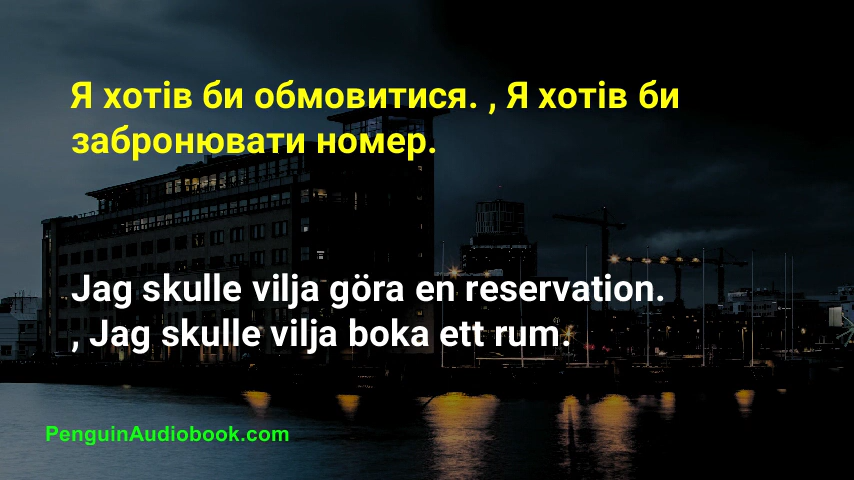 Я хотів би обмовитися. , Я хотів би
забронювати номер.
Jag skulle vilja göra en reservation.
, Jag skulle vilja boka ett rum.
PenguinAudiobook.com